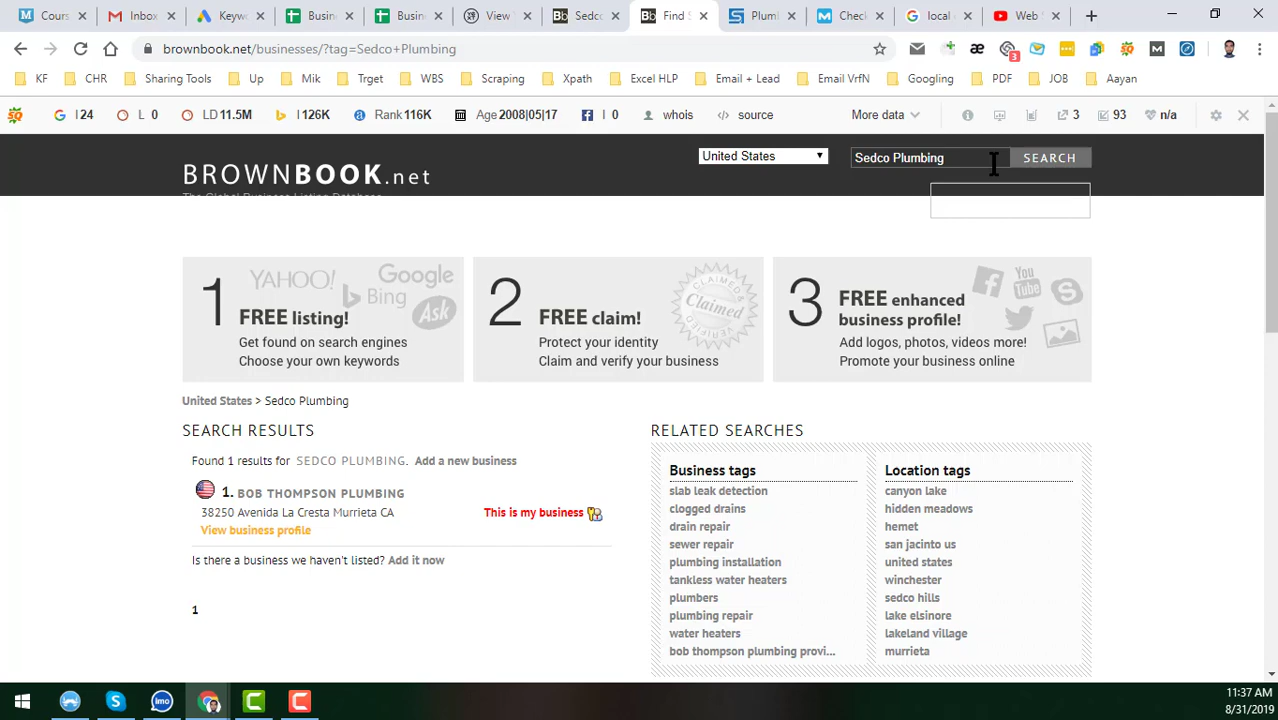 Cours
Inbox
Keyw
Busin
Busin
View
Sedc
Find S
Plum
Check
local
Web S
brownbook.net/businesses/?tag=Sedco+Plumbing
KF
CHR
Sharing Tools
Up
Mik
Trget
WBS
Scraping
Xpath
Excel HLP
Email + Lead
Email VrfN
Googling
PDF
JOB
Aayan
I 24
L 0
LD 11.5M
I 126K
Rank 116K
Age 2008|05|17
I 0
whois
source
More data
3
93
n/a
BROWNBOOK.net
United States
Sedco Plumbing
SEARCH
1
YAHOO!
Google
Bing
Ask
FREE listing!
Get found on search engines
Choose your own keywords
2
CLAIMED
Claimed
VERIFIED
FREE claim!
Protect your identity
Claim and verify your business
3
You
Tube
FREE enhanced
business profile!
Add logos, photos, videos more!
Promote your business online
United States > Sedco Plumbing
SEARCH RESULTS
Found 1 results for SEDCO PLUMBING. Add a new business
1. BOB THOMPSON PLUMBING
38250 Avenida La Cresta Murrieta CA
This is my business
View business profile
Is there a business we haven't listed? Add it now
1
RELATED SEARCHES
Business tags
slab leak detection
clogged drains
drain repair
sewer repair
plumbing installation
tankless water heaters
plumbers
plumbing repair
water heaters
bob thompson plumbing provi...
Location tags
canyon lake
hidden meadows
hemet
san jacinto us
united states
winchester
sedco hills
lake elsinore
lakeland village
murrieta
11:37 AM
8/31/2019